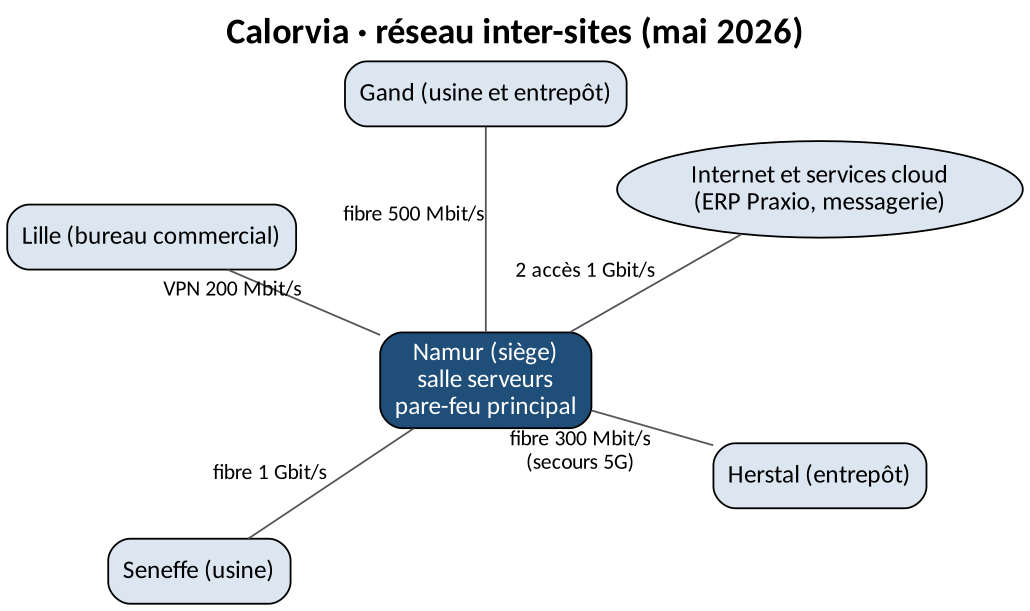 Calorvia · réseau inter-sites (mai 2026)
Gand (usine et entrepôt)
Internet et services cloud
(ERP Praxio, messagerie)
fibre 500 Mbit/s
Lille (bureau commercial)
2 accès 1 Gbit/s
VPN 200 Mbit/s
Namur (siège)
salle serveurs
pare-feu principal
fibre 300 Mbit/s
(secours 5G)
fibre 1 Gbit/s
Herstal (entrepôt)
Seneffe (usine)